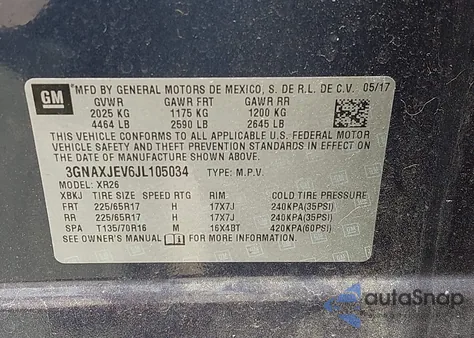 GM
MFD BY GENERAL MOTORS DE MEXICO, S. DE R.L. DE C.V. 05/17
GVWR GAWR FRT GAWR RR
2025 KG 1175 KG 1200 KG
4464 LB 2590 LB 2645 LB
THIS VEHICLE CONFORMS TO ALL APPLICABLE U.S. FEDERAL MOTOR
VEHICLE SAFETY AND THEFT PREVENTION STANDARDS IN EFFECT
ON THE DATE OF MANUFACTURE SHOWN ABOVE.
3GNAXJEV6JL105034 TYPE: M.P.V.
MODEL: XR26
XBKJ TIRE SIZE SPEED RTG RIM COLD TIRE PRESSURE
FRT 225/65R17 H 17X7J 240KPA(35PSI)
RR 225/65R17 H 17X7J 240KPA(35PSI)
SPA T135/70R16 M 16X4BT 420KPA(60PSI)
SEE OWNER'S MANUAL FOR MORE INFORMATION.
autaSnap